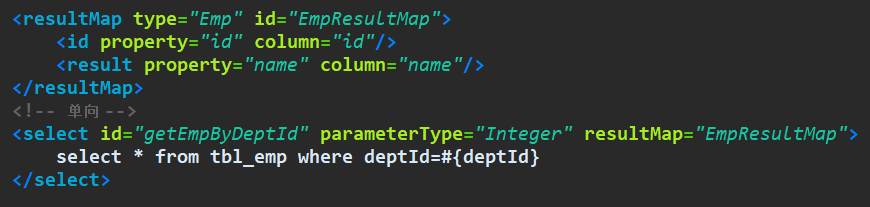 <resultMap type="Emp" id="EmpResultMap">
    <id property="id" column="id"/>
    <result property="name" column="name"/>
</resultMap>
<!-- 单向 -->
<select id="getEmpByDeptId" parameterType="Integer" resultMap="EmpResultMap">
    select * from tbl_emp where deptId=#{deptId}
</select>